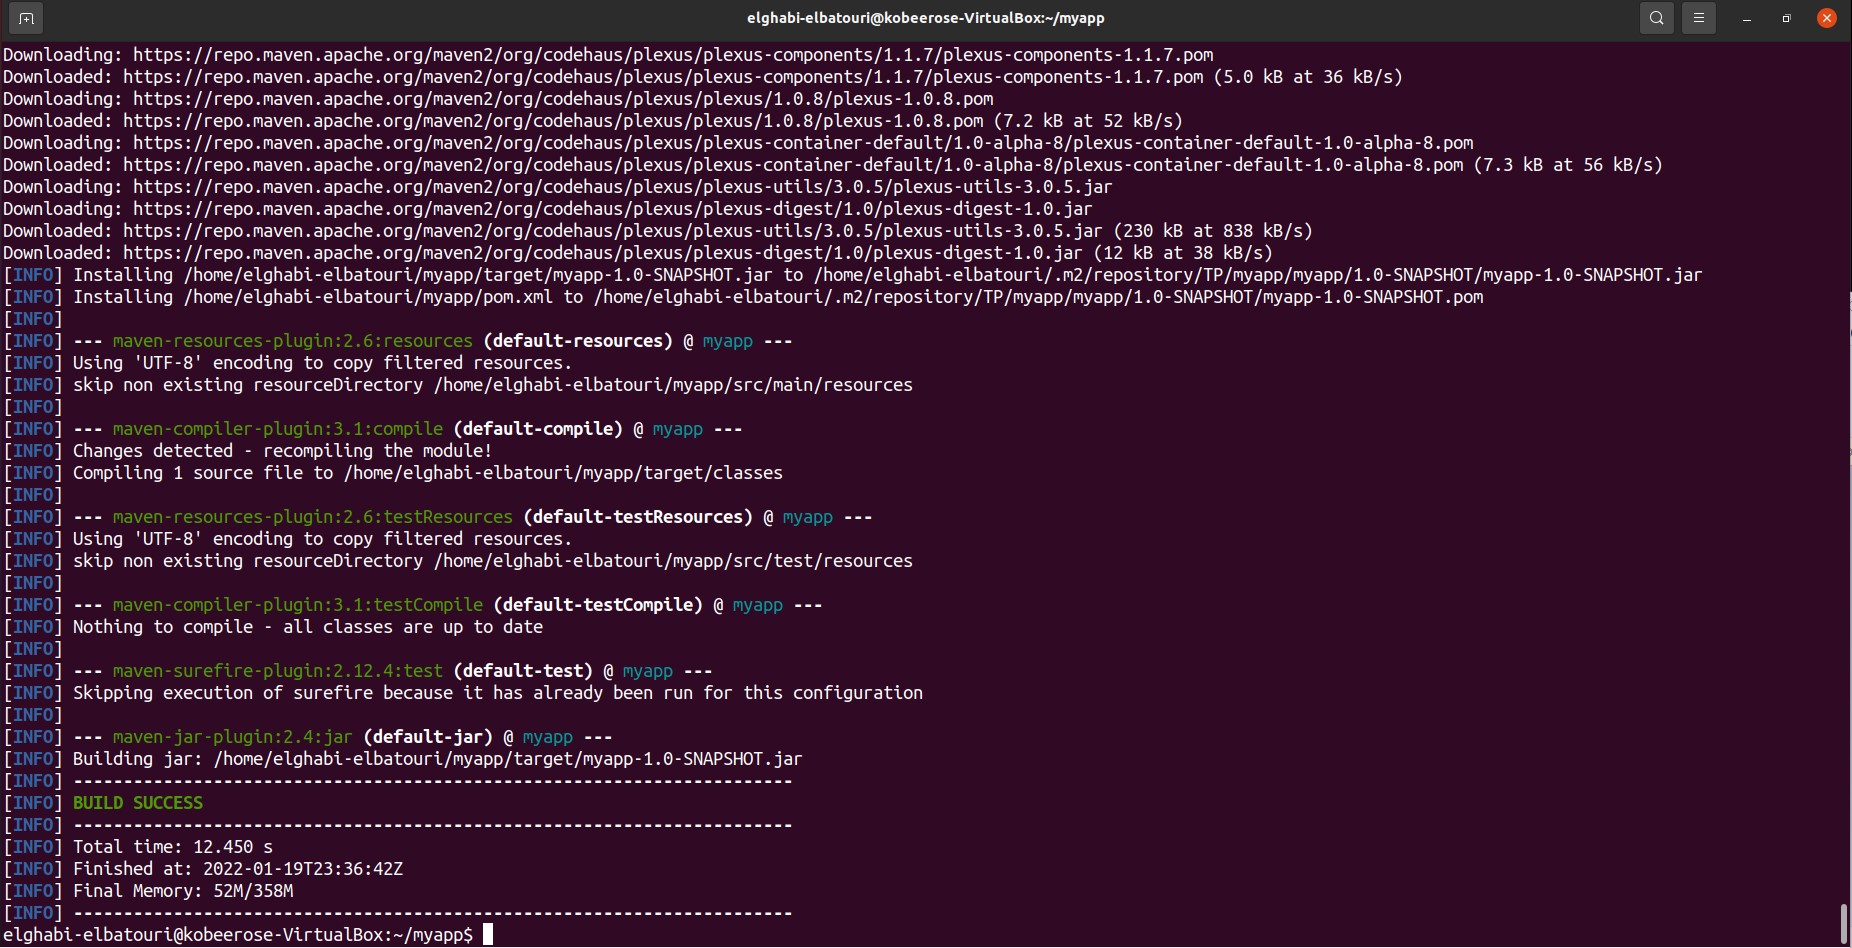 elghabi-elbatouri@kobeerose-VirtualBox:~/myapp
Downloading: https://repo.maven.apache.org/maven2/org/codehaus/plexus/plexus-components/1.1.7/plexus-components-1.1.7.pom
Downloaded: https://repo.maven.apache.org/maven2/org/codehaus/plexus/plexus-components/1.1.7/plexus-components-1.1.7.pom (5.0 kB at 36 kB/s)
Downloading: https://repo.maven.apache.org/maven2/org/codehaus/plexus/plexus/1.0.8/plexus-1.0.8.pom
Downloaded: https://repo.maven.apache.org/maven2/org/codehaus/plexus/plexus/1.0.8/plexus-1.0.8.pom (7.2 kB at 52 kB/s)
Downloading: https://repo.maven.apache.org/maven2/org/codehaus/plexus/plexus-container-default/1.0-alpha-8/plexus-container-default-1.0-alpha-8.pom
Downloaded: https://repo.maven.apache.org/maven2/org/codehaus/plexus/plexus-container-default/1.0-alpha-8/plexus-container-default-1.0-alpha-8.pom (7.3 kB at 56 kB/s)
Downloading: https://repo.maven.apache.org/maven2/org/codehaus/plexus/plexus-utils/3.0.5/plexus-utils-3.0.5.jar
Downloading: https://repo.maven.apache.org/maven2/org/codehaus/plexus/plexus-digest/1.0/plexus-digest-1.0.jar
Downloaded: https://repo.maven.apache.org/maven2/org/codehaus/plexus/plexus-utils/3.0.5/plexus-utils-3.0.5.jar (230 kB at 838 kB/s)
Downloaded: https://repo.maven.apache.org/maven2/org/codehaus/plexus/plexus-digest/1.0/plexus-digest-1.0.jar (12 kB at 38 kB/s)
[INFO] Installing /home/elghabi-elbatouri/myapp/target/myapp-1.0-SNAPSHOT.jar to /home/elghabi-elbatouri/.m2/repository/TP/myapp/myapp/1.0-SNAPSHOT/myapp-1.0-SNAPSHOT.jar
[INFO] Installing /home/elghabi-elbatouri/myapp/pom.xml to /home/elghabi-elbatouri/.m2/repository/TP/myapp/myapp/1.0-SNAPSHOT/myapp-1.0-SNAPSHOT.pom
[INFO]
[INFO] --- maven-resources-plugin:2.6:resources (default-resources) @ myapp ---
[INFO] Using 'UTF-8' encoding to copy filtered resources.
[INFO] skip non existing resourceDirectory /home/elghabi-elbatouri/myapp/src/main/resources
[INFO]
[INFO] --- maven-compiler-plugin:3.1:compile (default-compile) @ myapp ---
[INFO] Changes detected - recompiling the module!
[INFO] Compiling 1 source file to /home/elghabi-elbatouri/myapp/target/classes
[INFO]
[INFO] --- maven-resources-plugin:2.6:testResources (default-testResources) @ myapp ---
[INFO] Using 'UTF-8' encoding to copy filtered resources.
[INFO] skip non existing resourceDirectory /home/elghabi-elbatouri/myapp/src/test/resources
[INFO]
[INFO] --- maven-compiler-plugin:3.1:testCompile (default-testCompile) @ myapp ---
[INFO] Nothing to compile - all classes are up to date
[INFO]
[INFO] --- maven-surefire-plugin:2.12.4:test (default-test) @ myapp ---
[INFO] Skipping execution of surefire because it has already been run for this configuration
[INFO]
[INFO] --- maven-jar-plugin:2.4:jar (default-jar) @ myapp ---
[INFO] Building jar: /home/elghabi-elbatouri/myapp/target/myapp-1.0-SNAPSHOT.jar
[INFO] ------------------------------------------------------------------------
[INFO] BUILD SUCCESS
[INFO] ------------------------------------------------------------------------
[INFO] Total time: 12.450 s
[INFO] Finished at: 2022-01-19T23:36:42Z
[INFO] Final Memory: 52M/358M
[INFO] ------------------------------------------------------------------------
elghabi-elbatouri@kobeerose-VirtualBox:~/myapp$